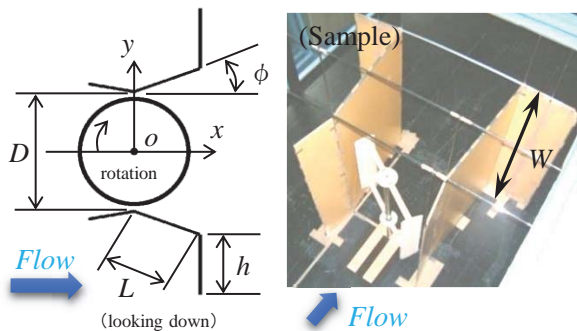 y
ϕ
D
o
x
rotation
Flow
L
h
(looking down)
(Sample)
W
Flow